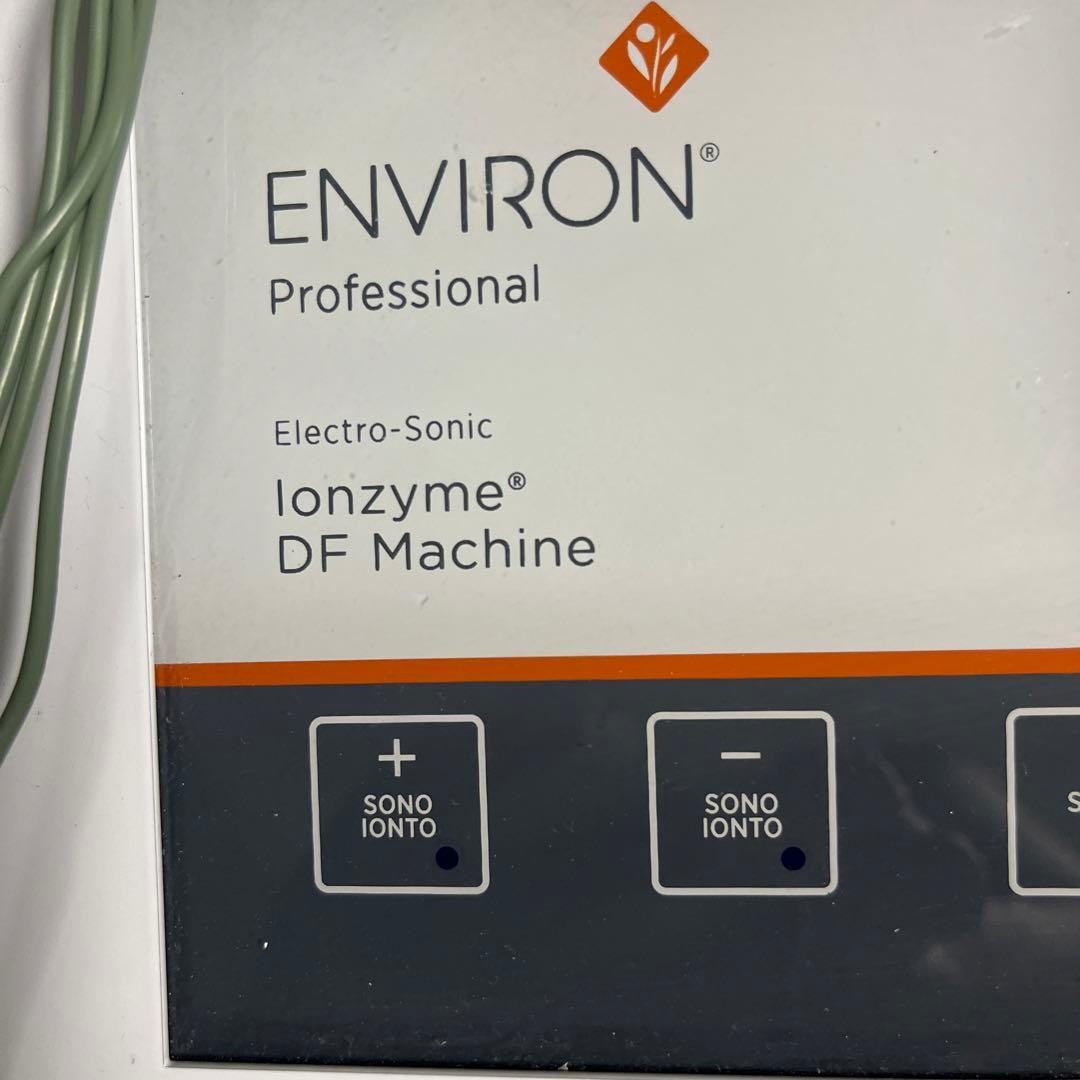 ENVIRON®
Professional
Electro-Sonic
Ionzyme®
DF Machine
+
SONO
IONTO
−
SONO
IONTO
S